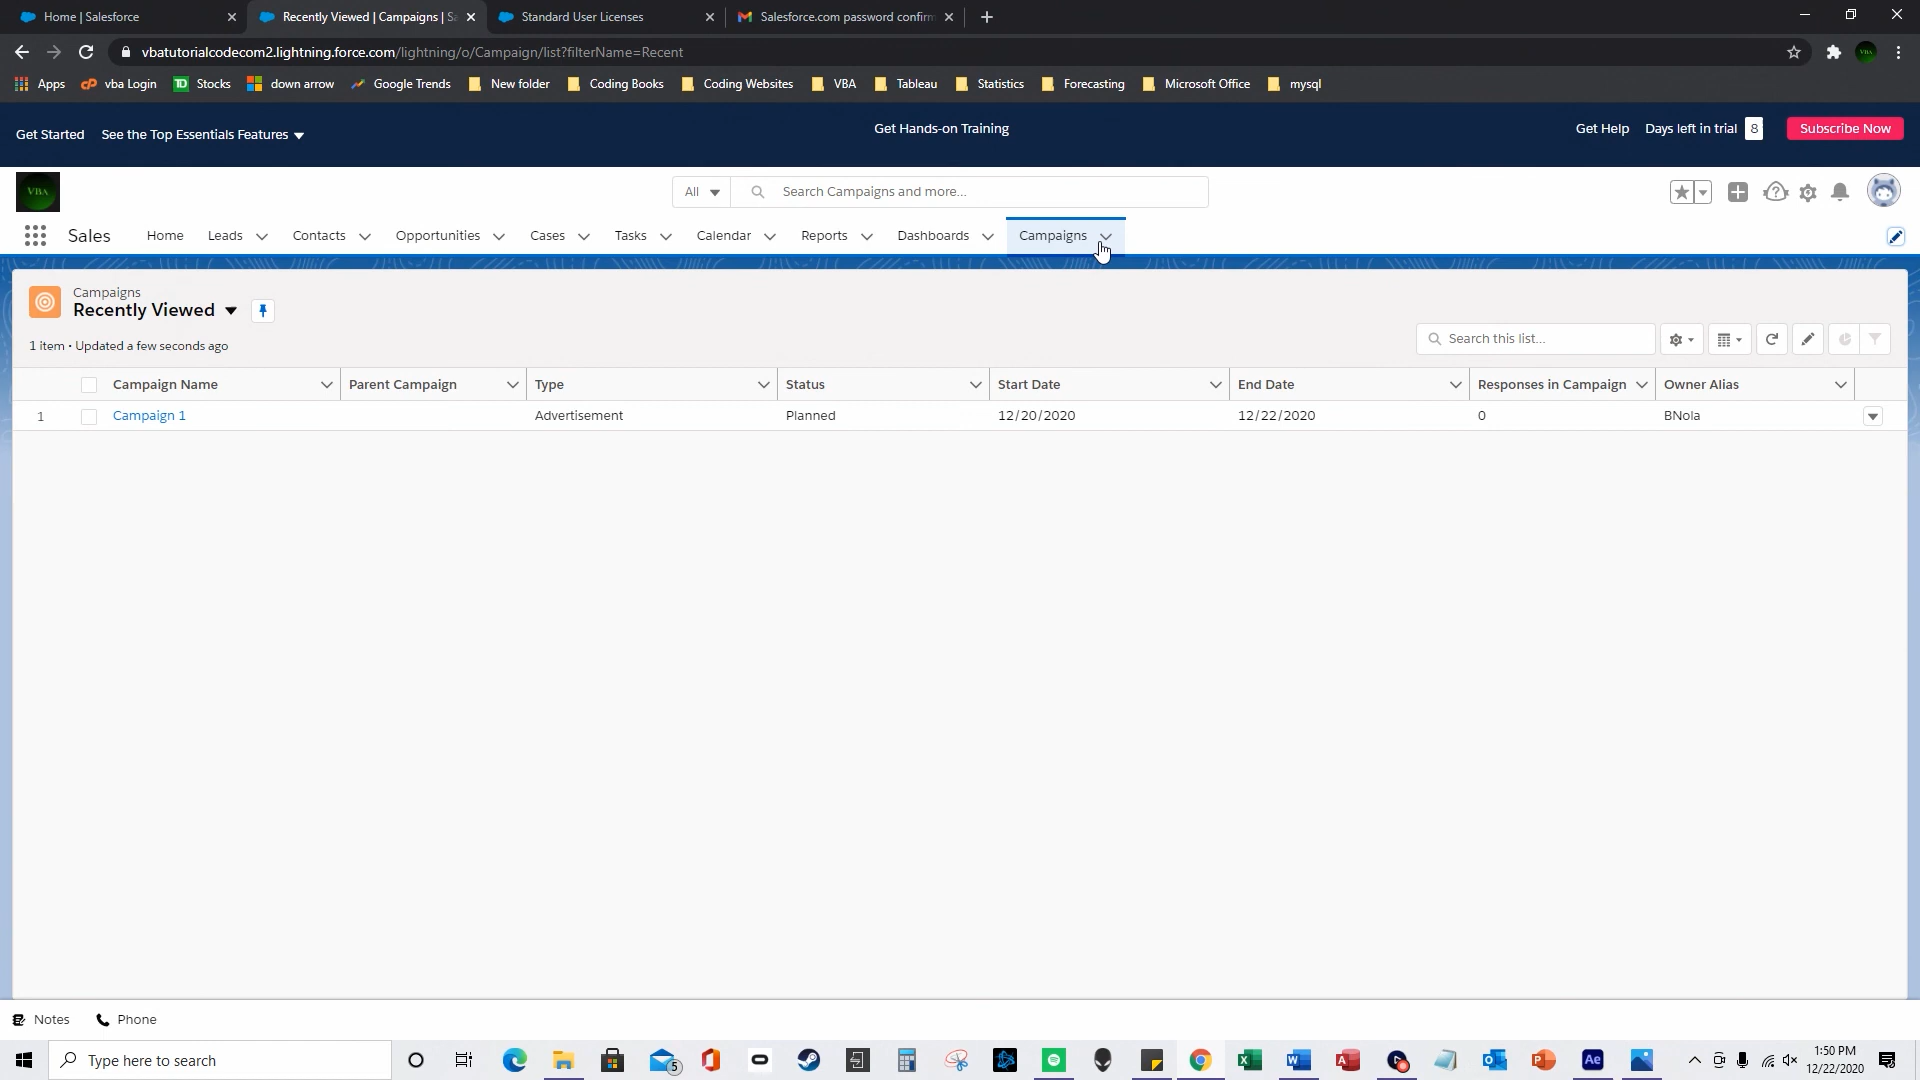 Home | Salesforce
Recently Viewed | Campaigns | Sa
Standard User Licenses
Salesforce.com password confirm
vbatutorialcodecom2.lightning.force.com/lightning/o/Campaign/list?filterName=Recent
Apps
vba Login
TD Stocks
down arrow
Google Trends
New folder
Coding Books
Coding Websites
VBA
Tableau
Statistics
Forecasting
Microsoft Office
mysql
Get Started
See the Top Essentials Features
Get Hands-on Training
Get Help
Days left in trial 8
Subscribe Now
VBA
All
Search Campaigns and more...
Sales
Home
Leads
Contacts
Opportunities
Cases
Tasks
Calendar
Reports
Dashboards
Campaigns
Campaigns
Recently Viewed
1 item • Updated a few seconds ago
Search this list...
Campaign Name
Parent Campaign
Type
Status
Start Date
End Date
Responses in Campaign
Owner Alias
1
Campaign 1
Advertisement
Planned
12/20/2020
12/22/2020
0
BNola
Notes
Phone
Type here to search
5
Ae
1:50 PM
12/22/2020